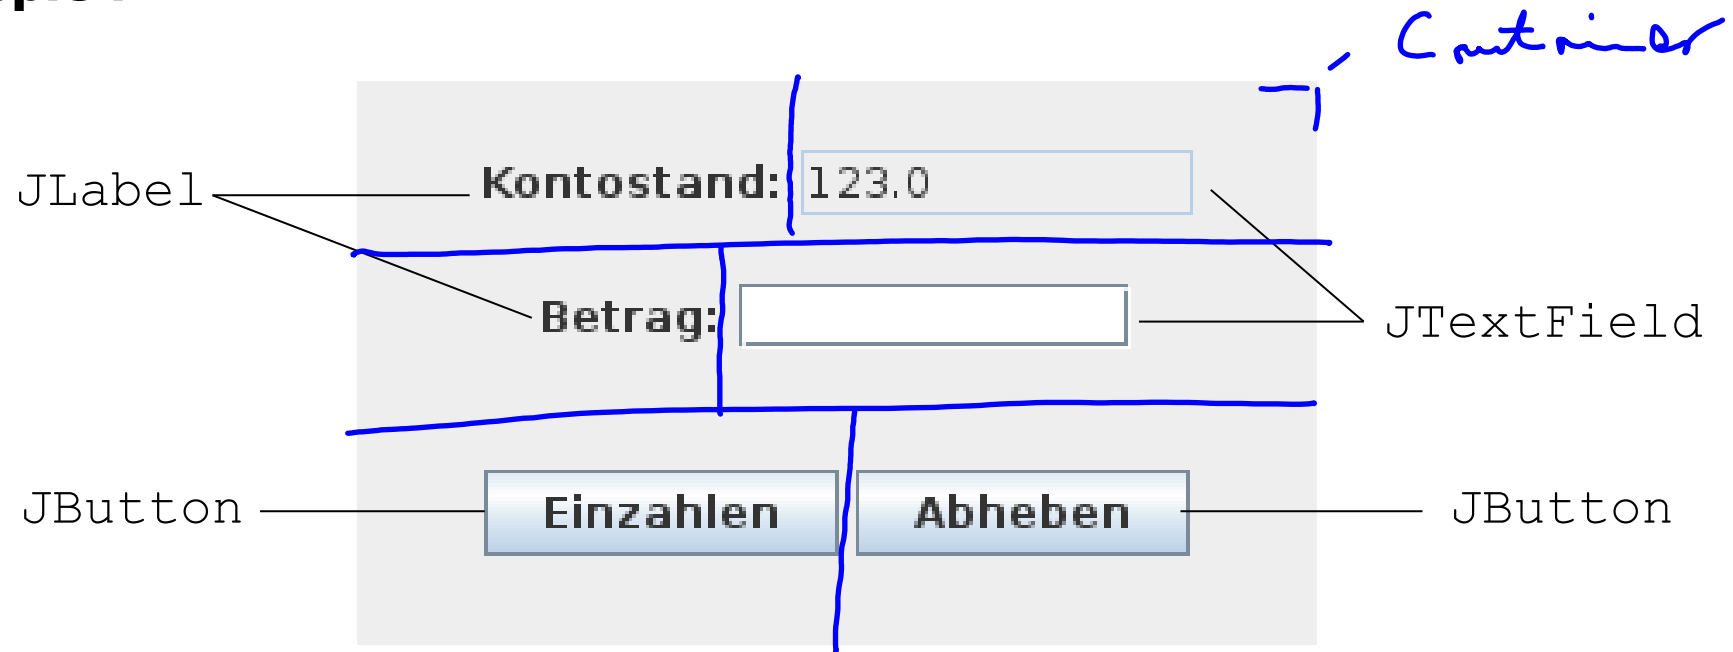 Container
JLabel
Kontostand: 123.0
Betrag:
JTextField
JButton
Einzahlen
Abheben
JButton